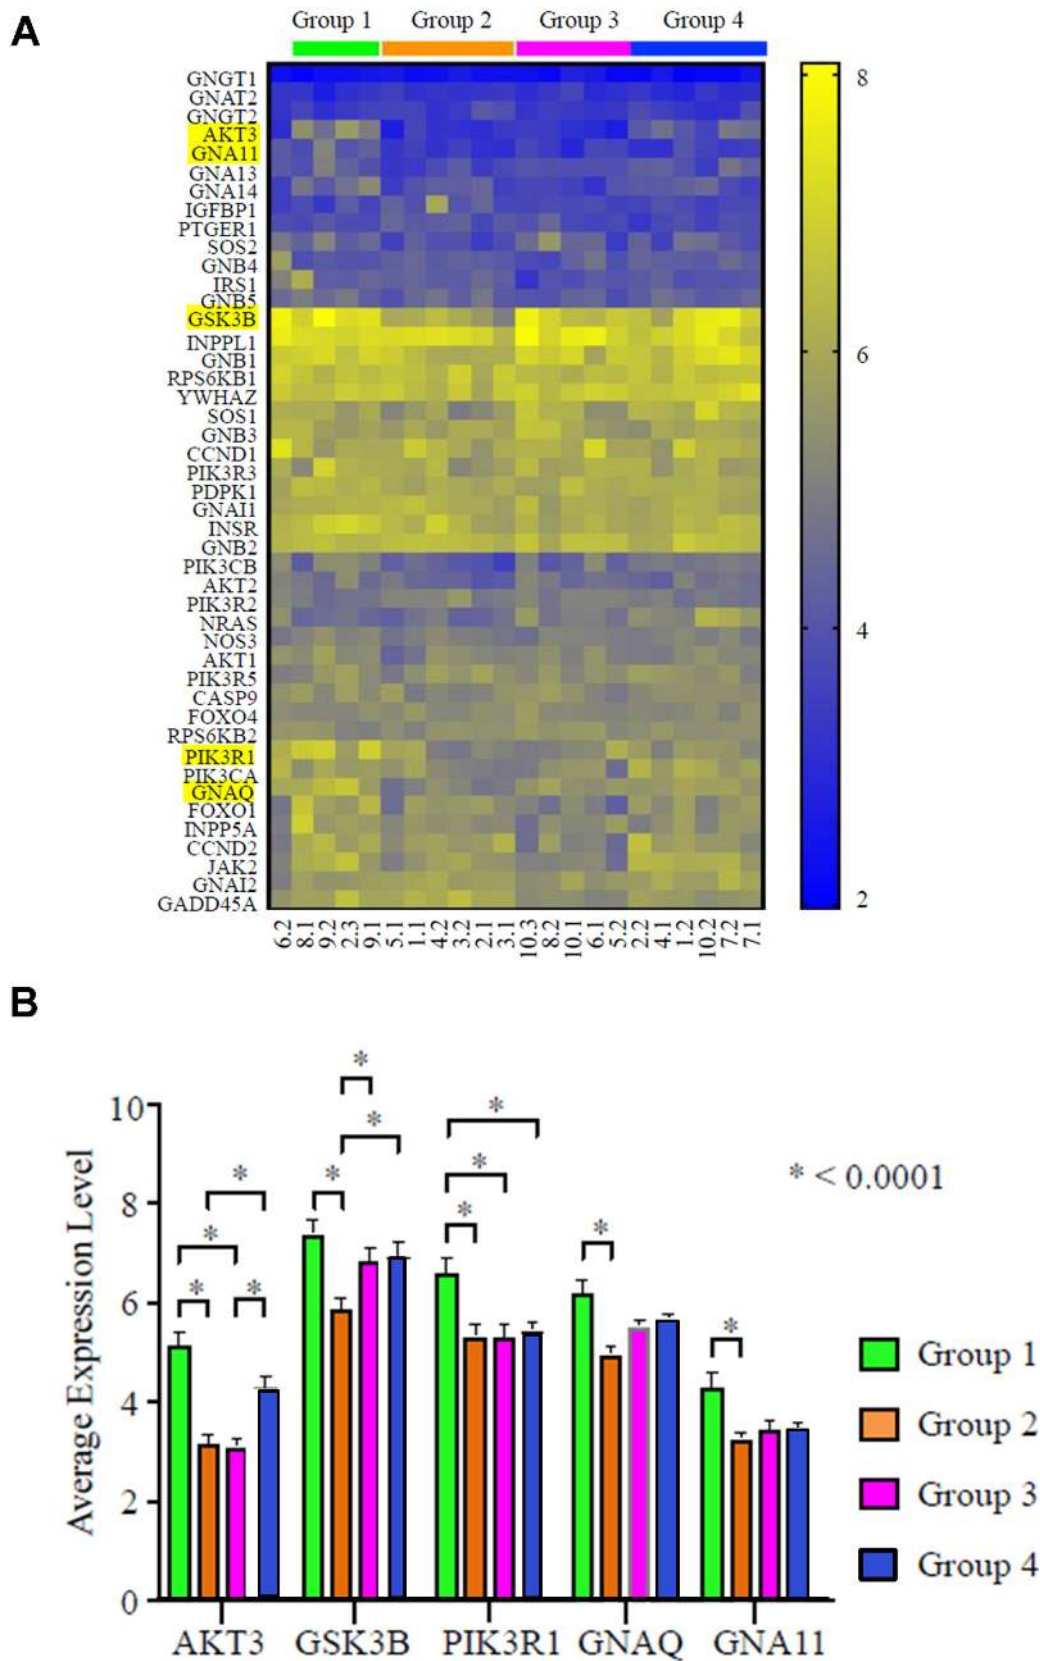 A
Group 1 Group 2 Group 3 Group 4
GNGT1
GNAT2
GNGT2
AKT3
GNA11
GNA13
GNA14
IGFBP1
PTGER1
SOS2
GNB4
IRS1
GNB5
GSK3B
INPPL1
GNB1
RPS6KB1
YWHAZ
SOS1
GNB3
CCND1
PIK3R3
PDPK1
GNAI1
INSR
GNB2
PIK3CB
AKT2
PIK3R2
NRAS
NOS3
AKT1
PIK3R5
CASP9
FOXO4
RPS6KB2
PIK3R1
PIK3CA
GNAQ
FOXO1
INPP5A
CCND2
JAK2
GNAI2
GADD45A
8
6
4
2
6.2 8.1 9.2 2.3 9.1 5.1 1.1 4.2 3.2 2.1 3.1 10.3 8.2 10.1 6.1 5.2 2.2 4.1 1.2 10.2 7.2 7.1
B
Average Expression Level
10
8
6
4
2
0
* * * *
* * *
* * *
*
*
* < 0.0001
AKT3 GSK3B PIK3R1 GNAQ GNA11
Group 1
Group 2
Group 3
Group 4